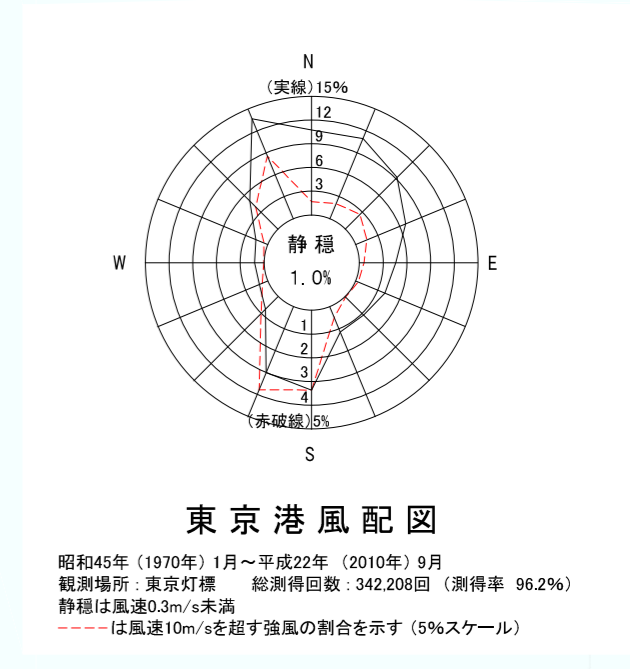 N
(実線)15%
12
9
6
3
静穏
W
E
1.0%
1
2
3
4
(赤破線)5%
S
東京港風配図
昭和45年（1970年）1月～平成22年（2010年）9月
観測場所：東京灯標　総測得回数：342,208回（測得率 96.2%）
静穏は風速0.3m/s未満
----は風速10m/sを超す強風の割合を示す（5%スケール）